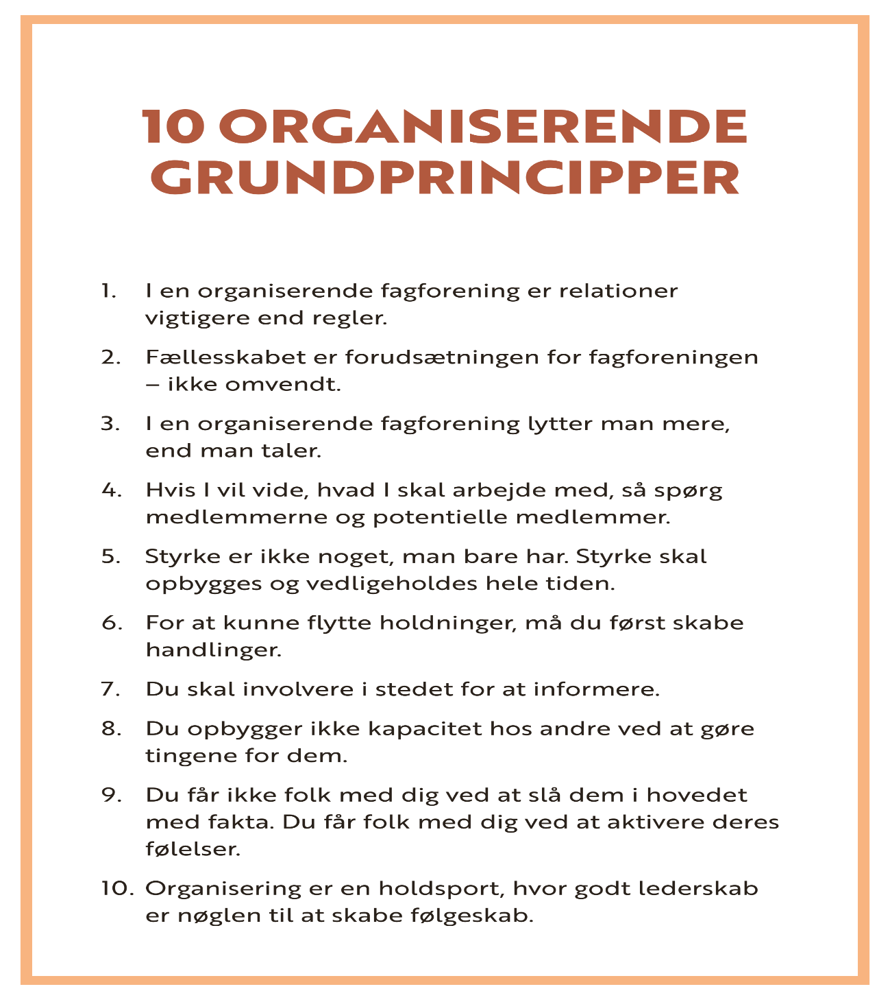 10 ORGANISERENDE
GRUNDPRINCIPPER
1. I en organiserende fagforening er relationer
vigtigere end regler.
2. Fællesskabet er forudsætningen for fagforeningen
– ikke omvendt.
3. I en organiserende fagforening lytter man mere,
end man taler.
4. Hvis I vil vide, hvad I skal arbejde med, så spørg
medlemmerne og potentielle medlemmer.
5. Styrke er ikke noget, man bare har. Styrke skal
opbygges og vedligeholdes hele tiden.
6. For at kunne flytte holdninger, må du først skabe
handlinger.
7. Du skal involvere i stedet for at informere.
8. Du opbygger ikke kapacitet hos andre ved at gøre
tingene for dem.
9. Du får ikke folk med dig ved at slå dem i hovedet
med fakta. Du får folk med dig ved at aktivere deres
følelser.
10. Organisering er en holdsport, hvor godt lederskab
er nøglen til at skabe følgeskab.